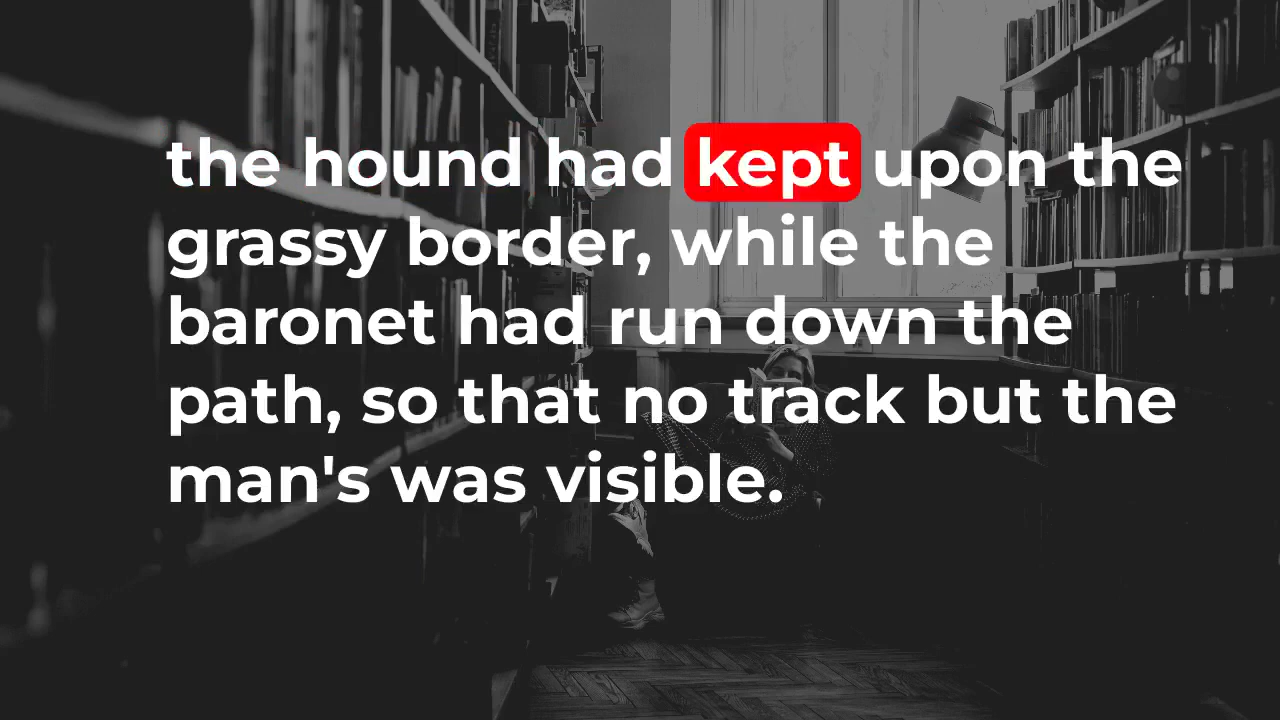 the hound had kept upon the
grassy border, while the
baronet had run down the
path, so that no track but the
man's was visible.